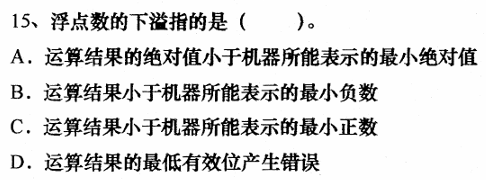 15、浮点数的下溢指的是（　　）。
A．运算结果的绝对值小于机器所能表示的最小绝对值
B．运算结果小于机器所能表示的最小负数
C．运算结果小于机器所能表示的最小正数
D．运算结果的最低有效位产生错误